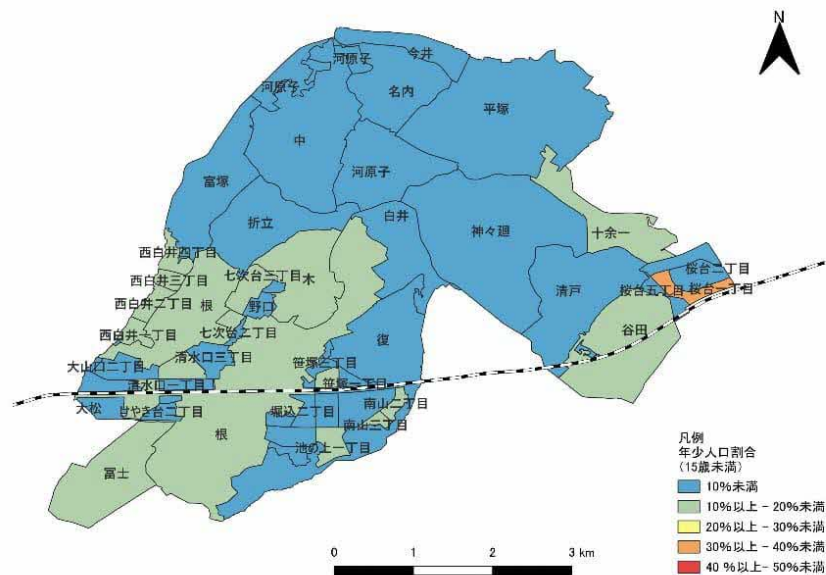 N
今井
河原子
河原子
名内
平塚
中
河原子
富塚
白井
折立
神々廻
十余一
西白井四丁目
七次台三丁目
木
西白井三丁目
桜台二丁目
清戸
桜台五丁目
桜台一丁目
西白井二丁目
根
野口
西白井一丁目
七次台二丁目
谷田
復
大山口二丁目
清水口三丁目
笹塚二丁目
清水口一丁目
笹塚一丁目
大松
けやき台二丁目
堀込二丁目
南山二丁目
南山三丁目
根
池の上一丁目
冨士
凡例
年少人口割合
(15歳未満)
10%未満
10%以上 - 20%未満
20%以上 - 30%未満
30%以上 - 40%未満
40 %以上- 50%未満
0 1 2 3 km